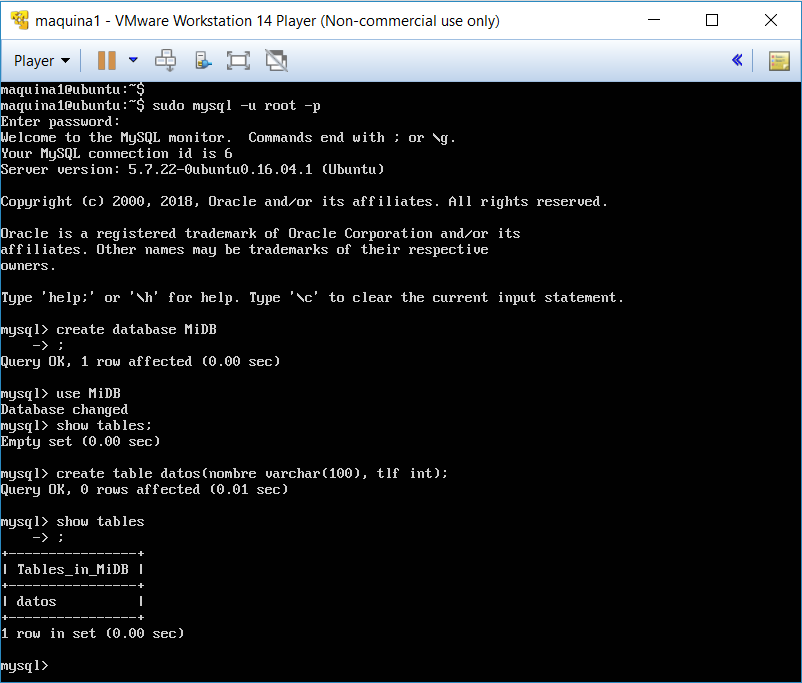 maquina1 - VMware Workstation 14 Player (Non-commercial use only)
Player
maquina1@ubuntu:~$
maquina1@ubuntu:~$ sudo mysql -u root -p
Enter password:
Welcome to the MySQL monitor.  Commands end with ; or \g.
Your MySQL connection id is 6
Server version: 5.7.22-0ubuntu0.16.04.1 (Ubuntu)
Copyright (c) 2000, 2018, Oracle and/or its affiliates. All rights reserved.
Oracle is a registered trademark of Oracle Corporation and/or its
affiliates. Other names may be trademarks of their respective
owners.
Type 'help;' or '\h' for help. Type '\c' to clear the current input statement.
mysql> create database MiDB
    -> ;
Query OK, 1 row affected (0.00 sec)
mysql> use MiDB
Database changed
mysql> show tables;
Empty set (0.00 sec)
mysql> create table datos(nombre varchar(100), tlf int);
Query OK, 0 rows affected (0.01 sec)
mysql> show tables
    -> ;
+----------------+
| Tables_in_MiDB |
+----------------+
| datos          |
+----------------+
1 row in set (0.00 sec)
mysql>